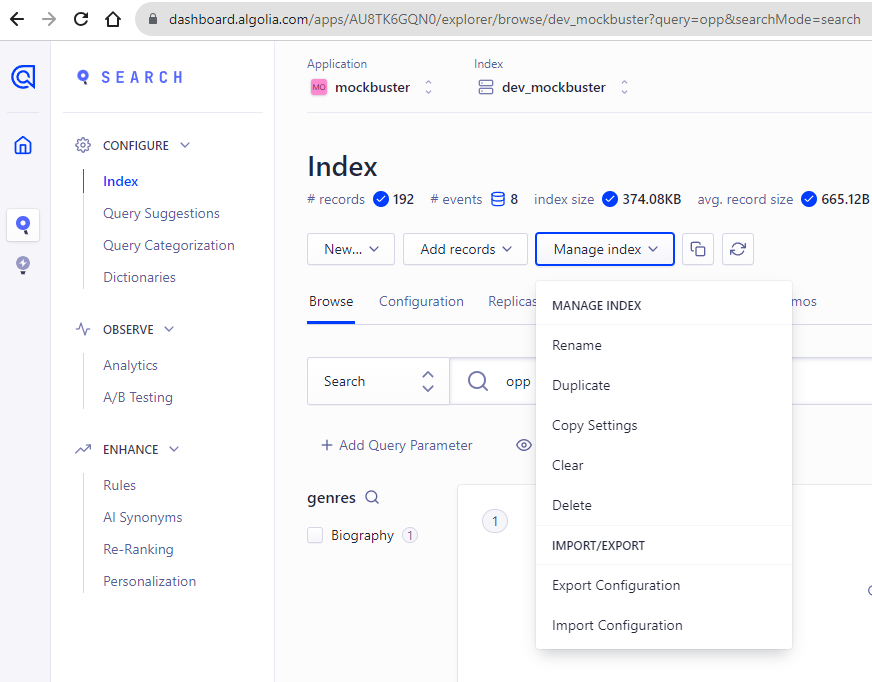 dashboard.algolia.com/apps/AU8TK6GQN0/explorer/browse/dev_mockbuster?query=opp&searchMode=search
SEARCH
Application
Index
MO mockbuster
dev_mockbuster
CONFIGURE
Index
Query Suggestions
Query Categorization
Dictionaries
OBSERVE
Analytics
A/B Testing
ENHANCE
Rules
AI Synonyms
Re-Ranking
Personalization
Index
# records 192 # events 8 index size 374.08KB avg. record size 665.12B
New... Add records Manage index
Browse Configuration Replicas
MANAGE INDEX
Rename
Duplicate
Copy Settings
Clear
Delete
IMPORT/EXPORT
Export Configuration
Import Configuration
mos
Search opp
+ Add Query Parameter
genres
Biography 1
1